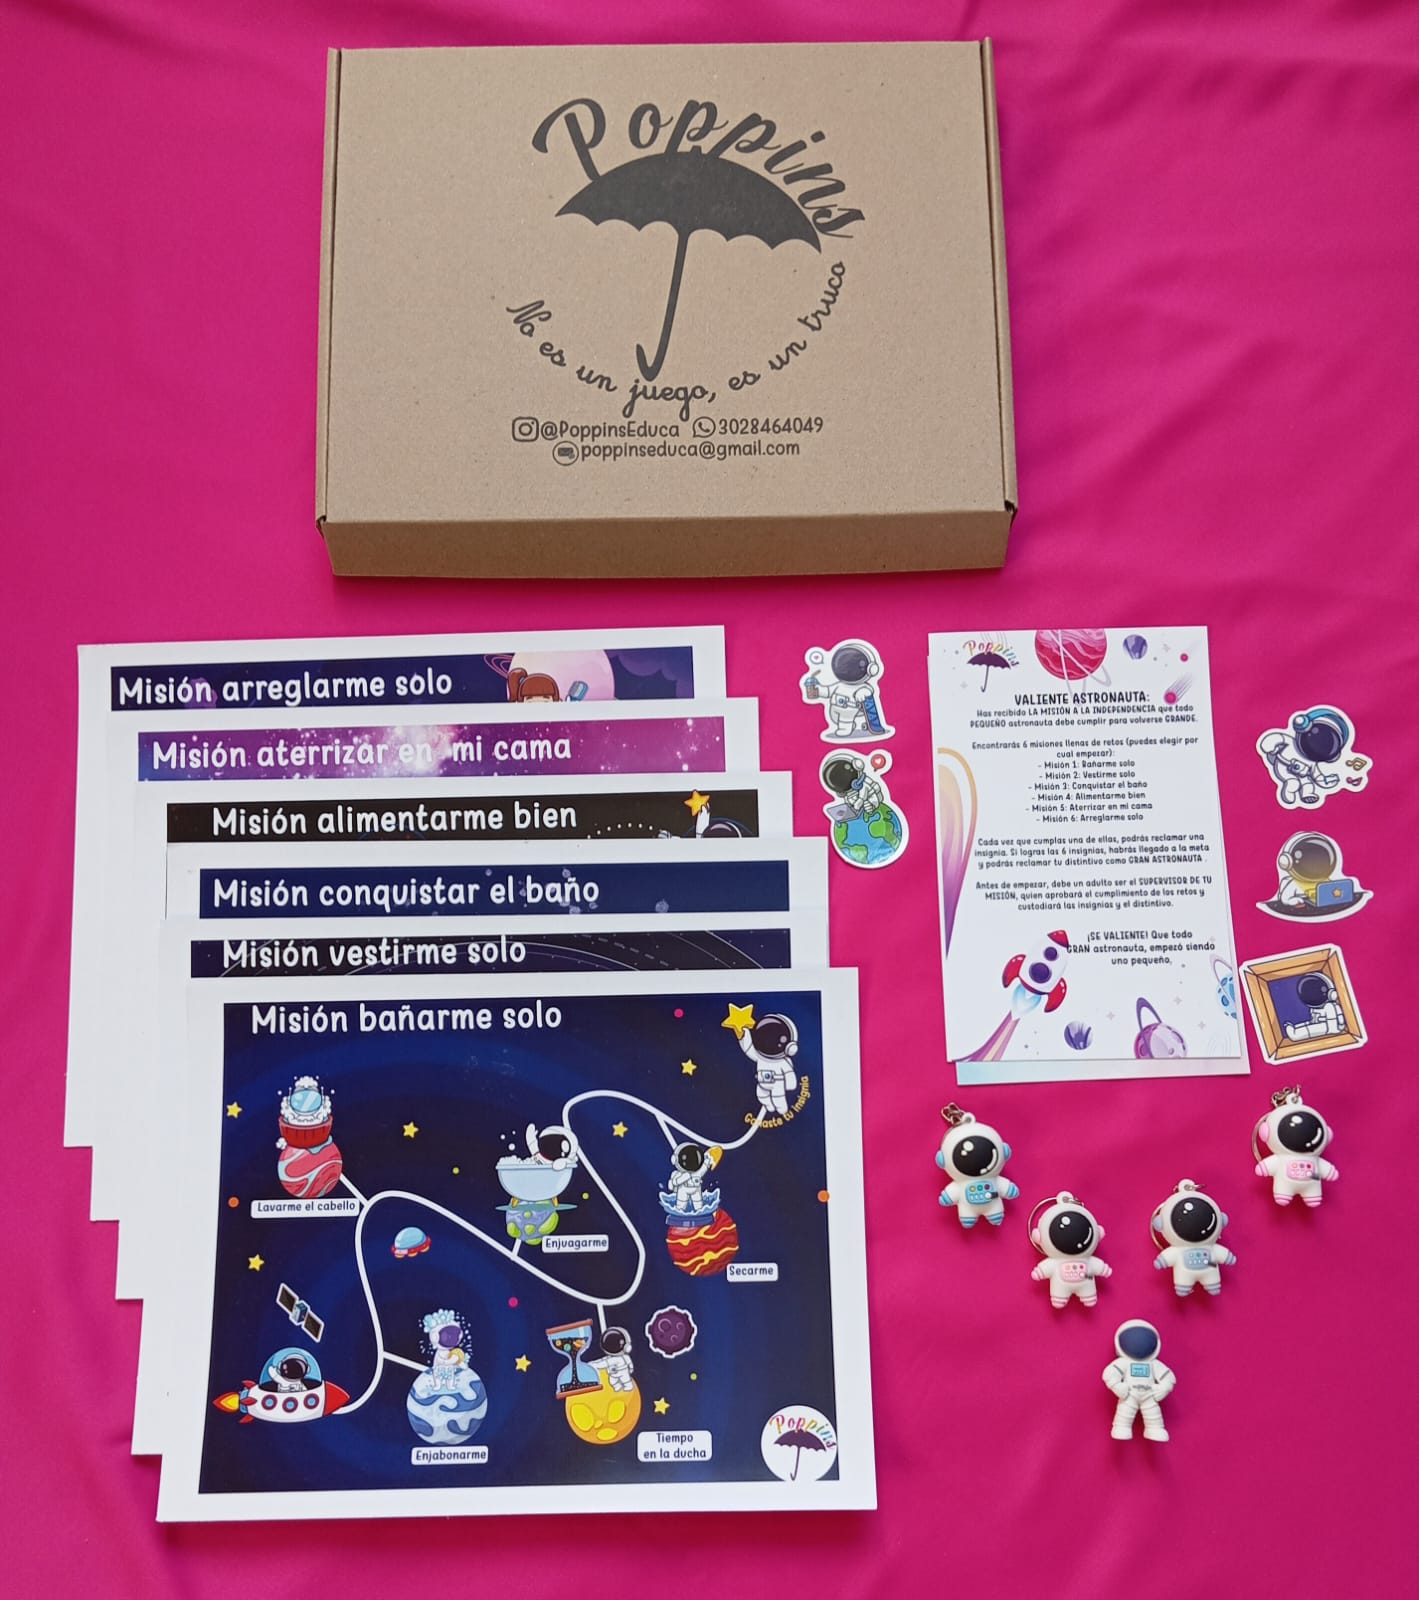 Poppins
No es un juego, es un truco
@PoppinsEduca 3028464049
poppinseduca@gmail.com
Misión arreglarme solo
Misión aterrizar en mi cama
Misión alimentarme bien
Misión conquistar el baño
Misión vestirme solo
Misión bañarme solo
Ganaste tu insignia
Lavarme el cabello
Enjuagarme
Secarme
Enjabonarme
Tiempo
en la ducha
Poppins
Poppins
VALIENTE ASTRONAUTA:
Has recibido LA MISIÓN A LA INDEPENDENCIA que todo
PEQUEÑO astronauta debe cumplir para volverse GRANDE.
Encontrarás 6 misiones llenas de retos (puedes elegir por
cual empezar):
- Misión 1: Bañarme solo
- Misión 2: Vestirme solo
- Misión 3: Conquistar el baño
- Misión 4: Alimentarme bien
- Misión 5: Aterrizar en mi cama
- Misión 6: Arreglarme solo
Cada vez que cumplas una de ellas, podrás reclamar una
insignia. Si logras las 6 insignias, habrás llegado a la meta
y podrás reclamar tu distintivo como GRAN ASTRONAUTA .
Antes de empezar, debe un adulto ser el SUPERVISOR DE TU
MISIÓN, quien aprobará el cumplimiento de los retos y
custodiará las insignias y el distintivo.
¡SE VALIENTE! Que todo
GRAN astronauta, empezó siendo
uno pequeño.